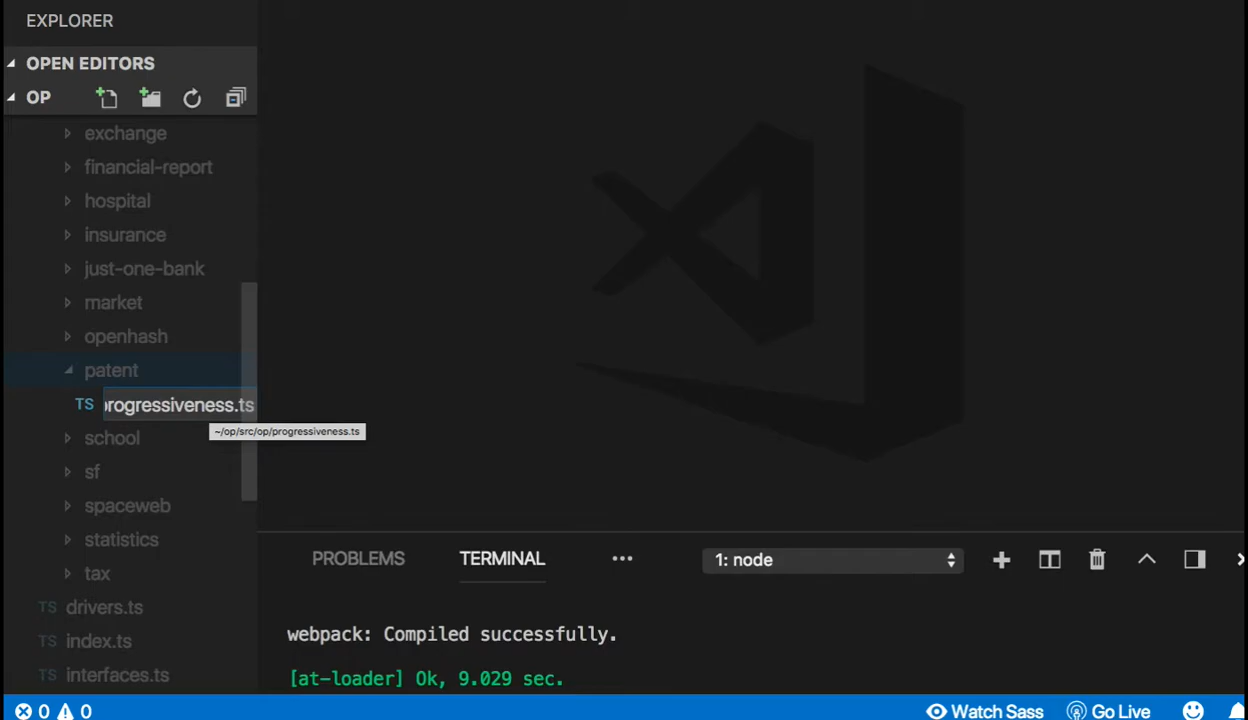 EXPLORER
OPEN EDITORS
OP
exchange
financial-report
hospital
insurance
just-one-bank
market
openhash
patent
TS progressiveness.ts
~/op/src/op/progressiveness.ts
school
sf
spaceweb
statistics
tax
TS drivers.ts
TS index.ts
TS interfaces.ts
PROBLEMS TERMINAL ••• 1: node
webpack: Compiled successfully.
[at-loader] Ok, 9.029 sec.
0 0 Watch Sass Go Live